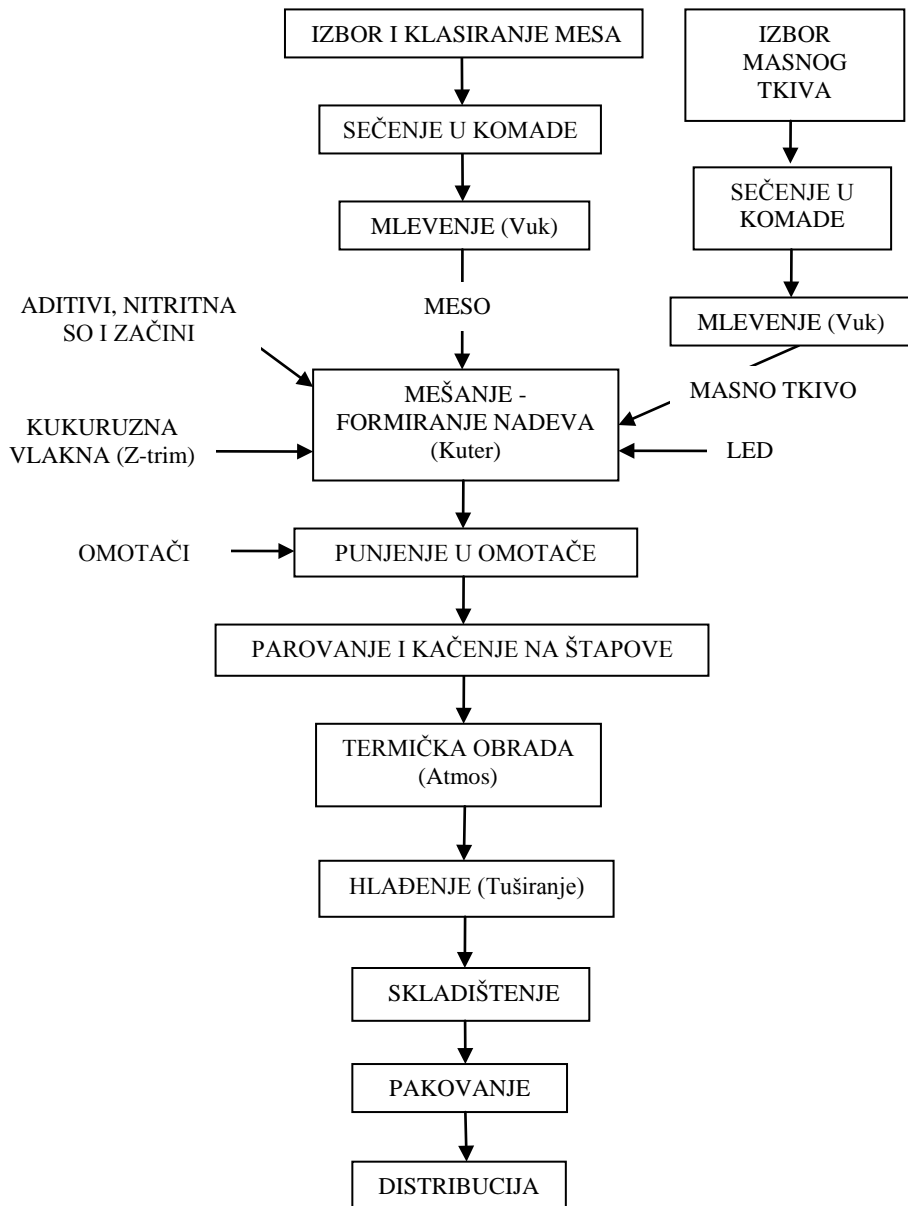 IZBOR I KLASIRANJE MESA
IZBOR
MASNOG
TKIVA
SEČENJE U KOMADE
SEČENJE U
KOMADE
MLEVENJE (Vuk)
ADITIVI, NITRITNA
SO I ZAČINI
MESO
MLEVENJE (Vuk)
MEŠANJE -
FORMIRANJE NADEVA
(Kuter)
MASNO TKIVO
KUKURUZNA
VLAKNA (Z-trim)
LED
OMOTAČI
PUNJENJE U OMOTAČE
PAROVANJE I KAČENJE NA ŠTAPOVE
TERMIČKA OBRADA
(Atmos)
HLAĐENJE (Tuširanje)
SKLADIŠTENJE
PAKOVANJE
DISTRIBUCIJA